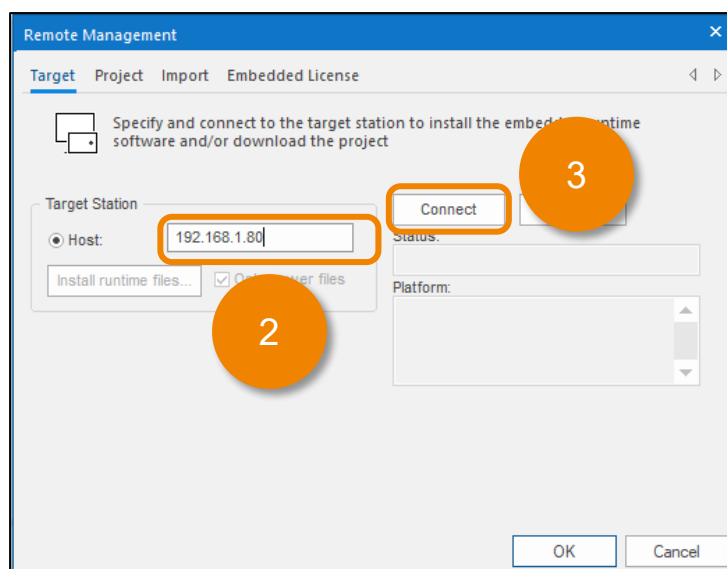 Remote Management
Target Project Import Embedded License
Specify and connect to the target station to install the runtime
software and/or download the project
3
Target Station
Connect
Host:
192.168.1.80
Status:
Install runtime files...
files
Platform:
2
OK Cancel